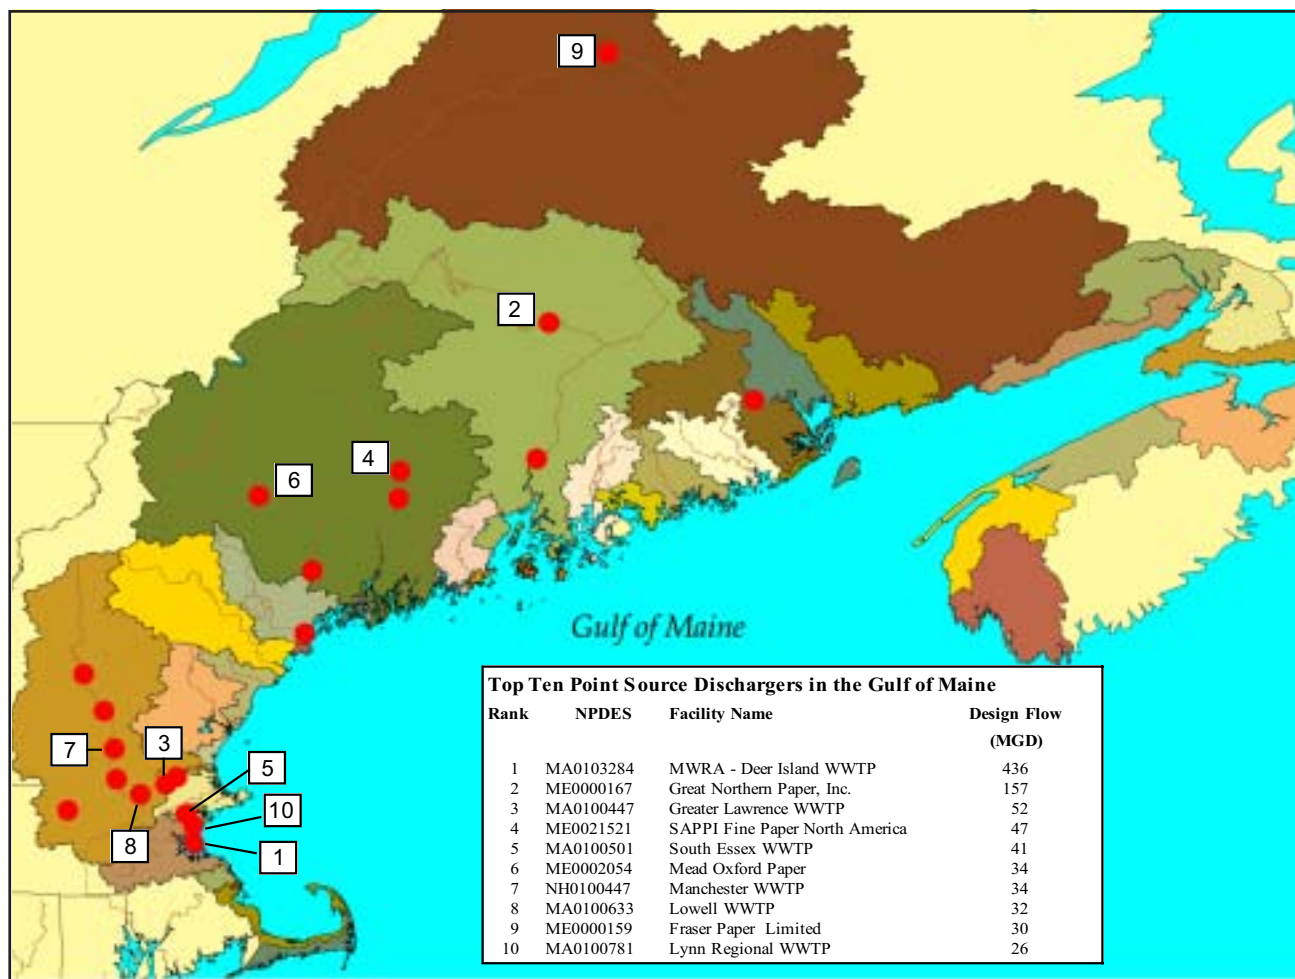 9
2
4
6
Gulf of Maine
7
3
5
10
8
1
Top Ten Point Source Dischargers in the Gulf of Maine
Rank NPDES Facility Name Design Flow
(MGD)
1 MA0103284 MWRA - Deer Island WWTP 436
2 ME0000167 Great Northern Paper, Inc. 157
3 MA0100447 Greater Lawrence WWTP 52
4 ME0021521 SAPPI Fine Paper North America 47
5 MA0100501 South Essex WWTP 41
6 ME0002054 Mead Oxford Paper 34
7 NH0100447 Manchester WWTP 34
8 MA0100633 Lowell WWTP 32
9 ME0000159 Fraser Paper Limited 30
10 MA0100781 Lynn Regional WWTP 26